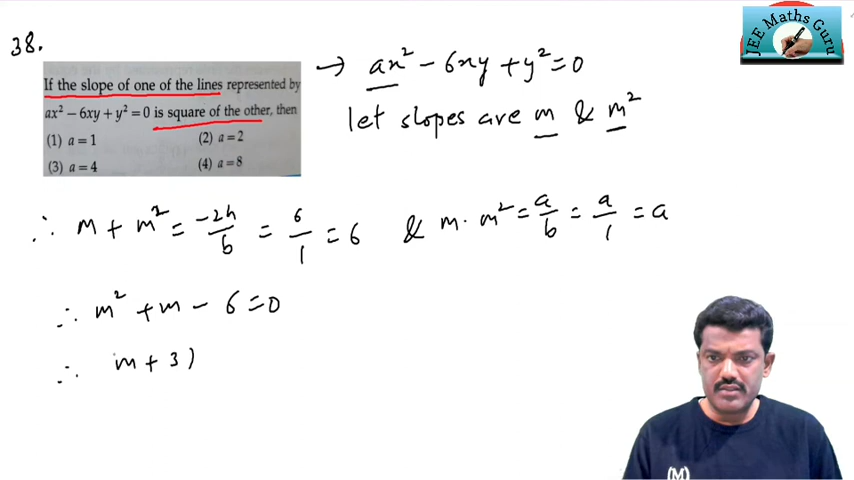 38.
JEE Maths Guru
If the slope of one of the lines represented by
ax² − 6xy + y² = 0 is square of the other, then
(1) a = 1 (2) a = 2
(3) a = 4 (4) a = 8
→ ax² − 6xy + y² = 0
let slopes are m & m²
∴ m + m² = −2h/b = 6/1 = 6 & m · m² = a/b = a/1 = a
∴ m² + m − 6 = 0
∴ m + 3)
(M)